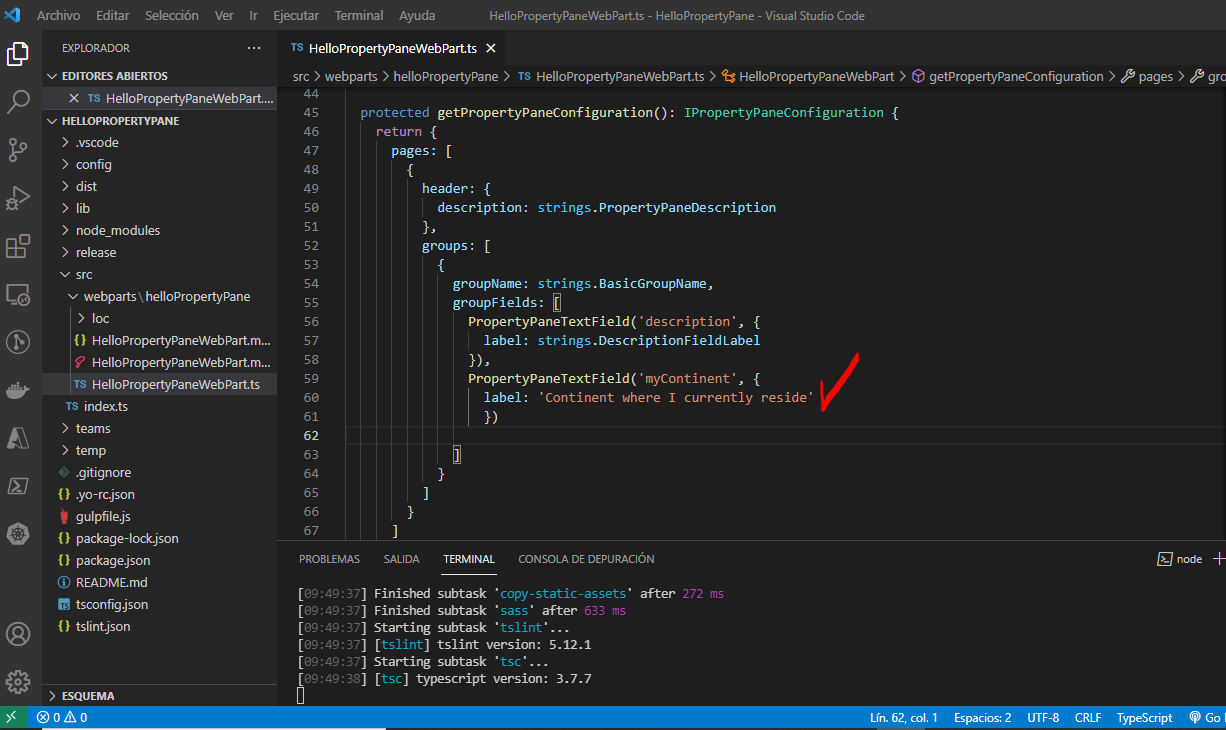 Archivo Editar Selección Ver Ir Ejecutar Terminal Ayuda HelloPropertyPaneWebPart.ts - HelloPropertyPane - Visual Studio Code
EXPLORADOR ...
EDITORES ABIERTOS
TS HelloPropertyPaneWebPart....
HELLOPROPERTYPANE
.vscode
config
dist
lib
node_modules
release
src
webparts\helloPropertyPane
loc
{} HelloPropertyPaneWebPart.m...
HelloPropertyPaneWebPart.m...
TS HelloPropertyPaneWebPart.ts
TS index.ts
teams
temp
.gitignore
{} .yo-rc.json
gulpfile.js
{} package-lock.json
{} package.json
README.md
TS tsconfig.json
{} tslint.json
ESQUEMA
TS HelloPropertyPaneWebPart.ts
src > webparts > helloPropertyPane > TS HelloPropertyPaneWebPart.ts > HelloPropertyPaneWebPart > getPropertyPaneConfiguration > pages > gro
44
45 protected getPropertyPaneConfiguration(): IPropertyPaneConfiguration {
46 return {
47 pages: [
48 {
49 header: {
50 description: strings.PropertyPaneDescription
51 },
52 groups: [
53 {
54 groupName: strings.BasicGroupName,
55 groupFields: [
56 PropertyPaneTextField('description', {
57 label: strings.DescriptionFieldLabel
58 }),
59 PropertyPaneTextField('myContinent', {
60 label: 'Continent where I currently reside'
61 })
62
63 ]
64 }
65 ]
66 }
67 ]
PROBLEMAS SALIDA TERMINAL CONSOLA DE DEPURACIÓN node
[09:49:37] Finished subtask 'copy-static-assets' after 272 ms
[09:49:37] Finished subtask 'sass' after 633 ms
[09:49:37] Starting subtask 'tslint'...
[09:49:37] [tslint] tslint version: 5.12.1
[09:49:37] Starting subtask 'tsc'...
[09:49:38] [tsc] typescript version: 3.7.7
0 0 Lín. 62, col. 1 Espacios: 2 UTF-8 CRLF TypeScript Go